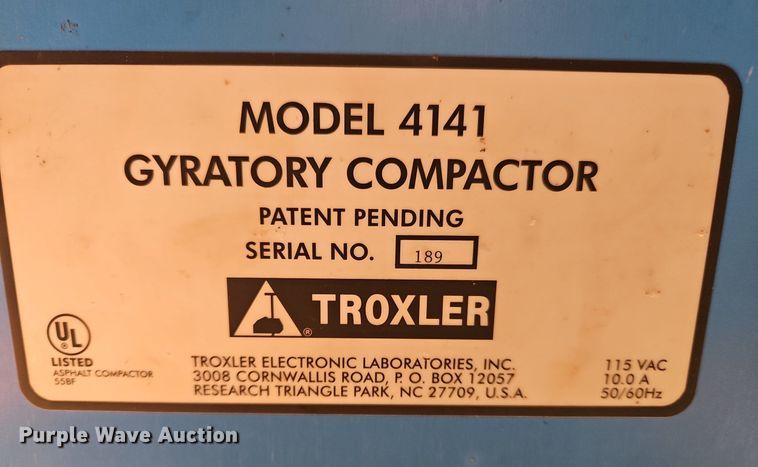 MODEL 4141
GYRATORY COMPACTOR
PATENT PENDING
SERIAL NO. 189
TROXLER
®
UL
LISTED
ASPHALT COMPACTOR
55BF
TROXLER ELECTRONIC LABORATORIES, INC.
3008 CORNWALLIS ROAD, P. O. BOX 12057
RESEARCH TRIANGLE PARK, NC 27709, U.S.A.
115 VAC
10.0 A
50/60Hz
Purple Wave Auction